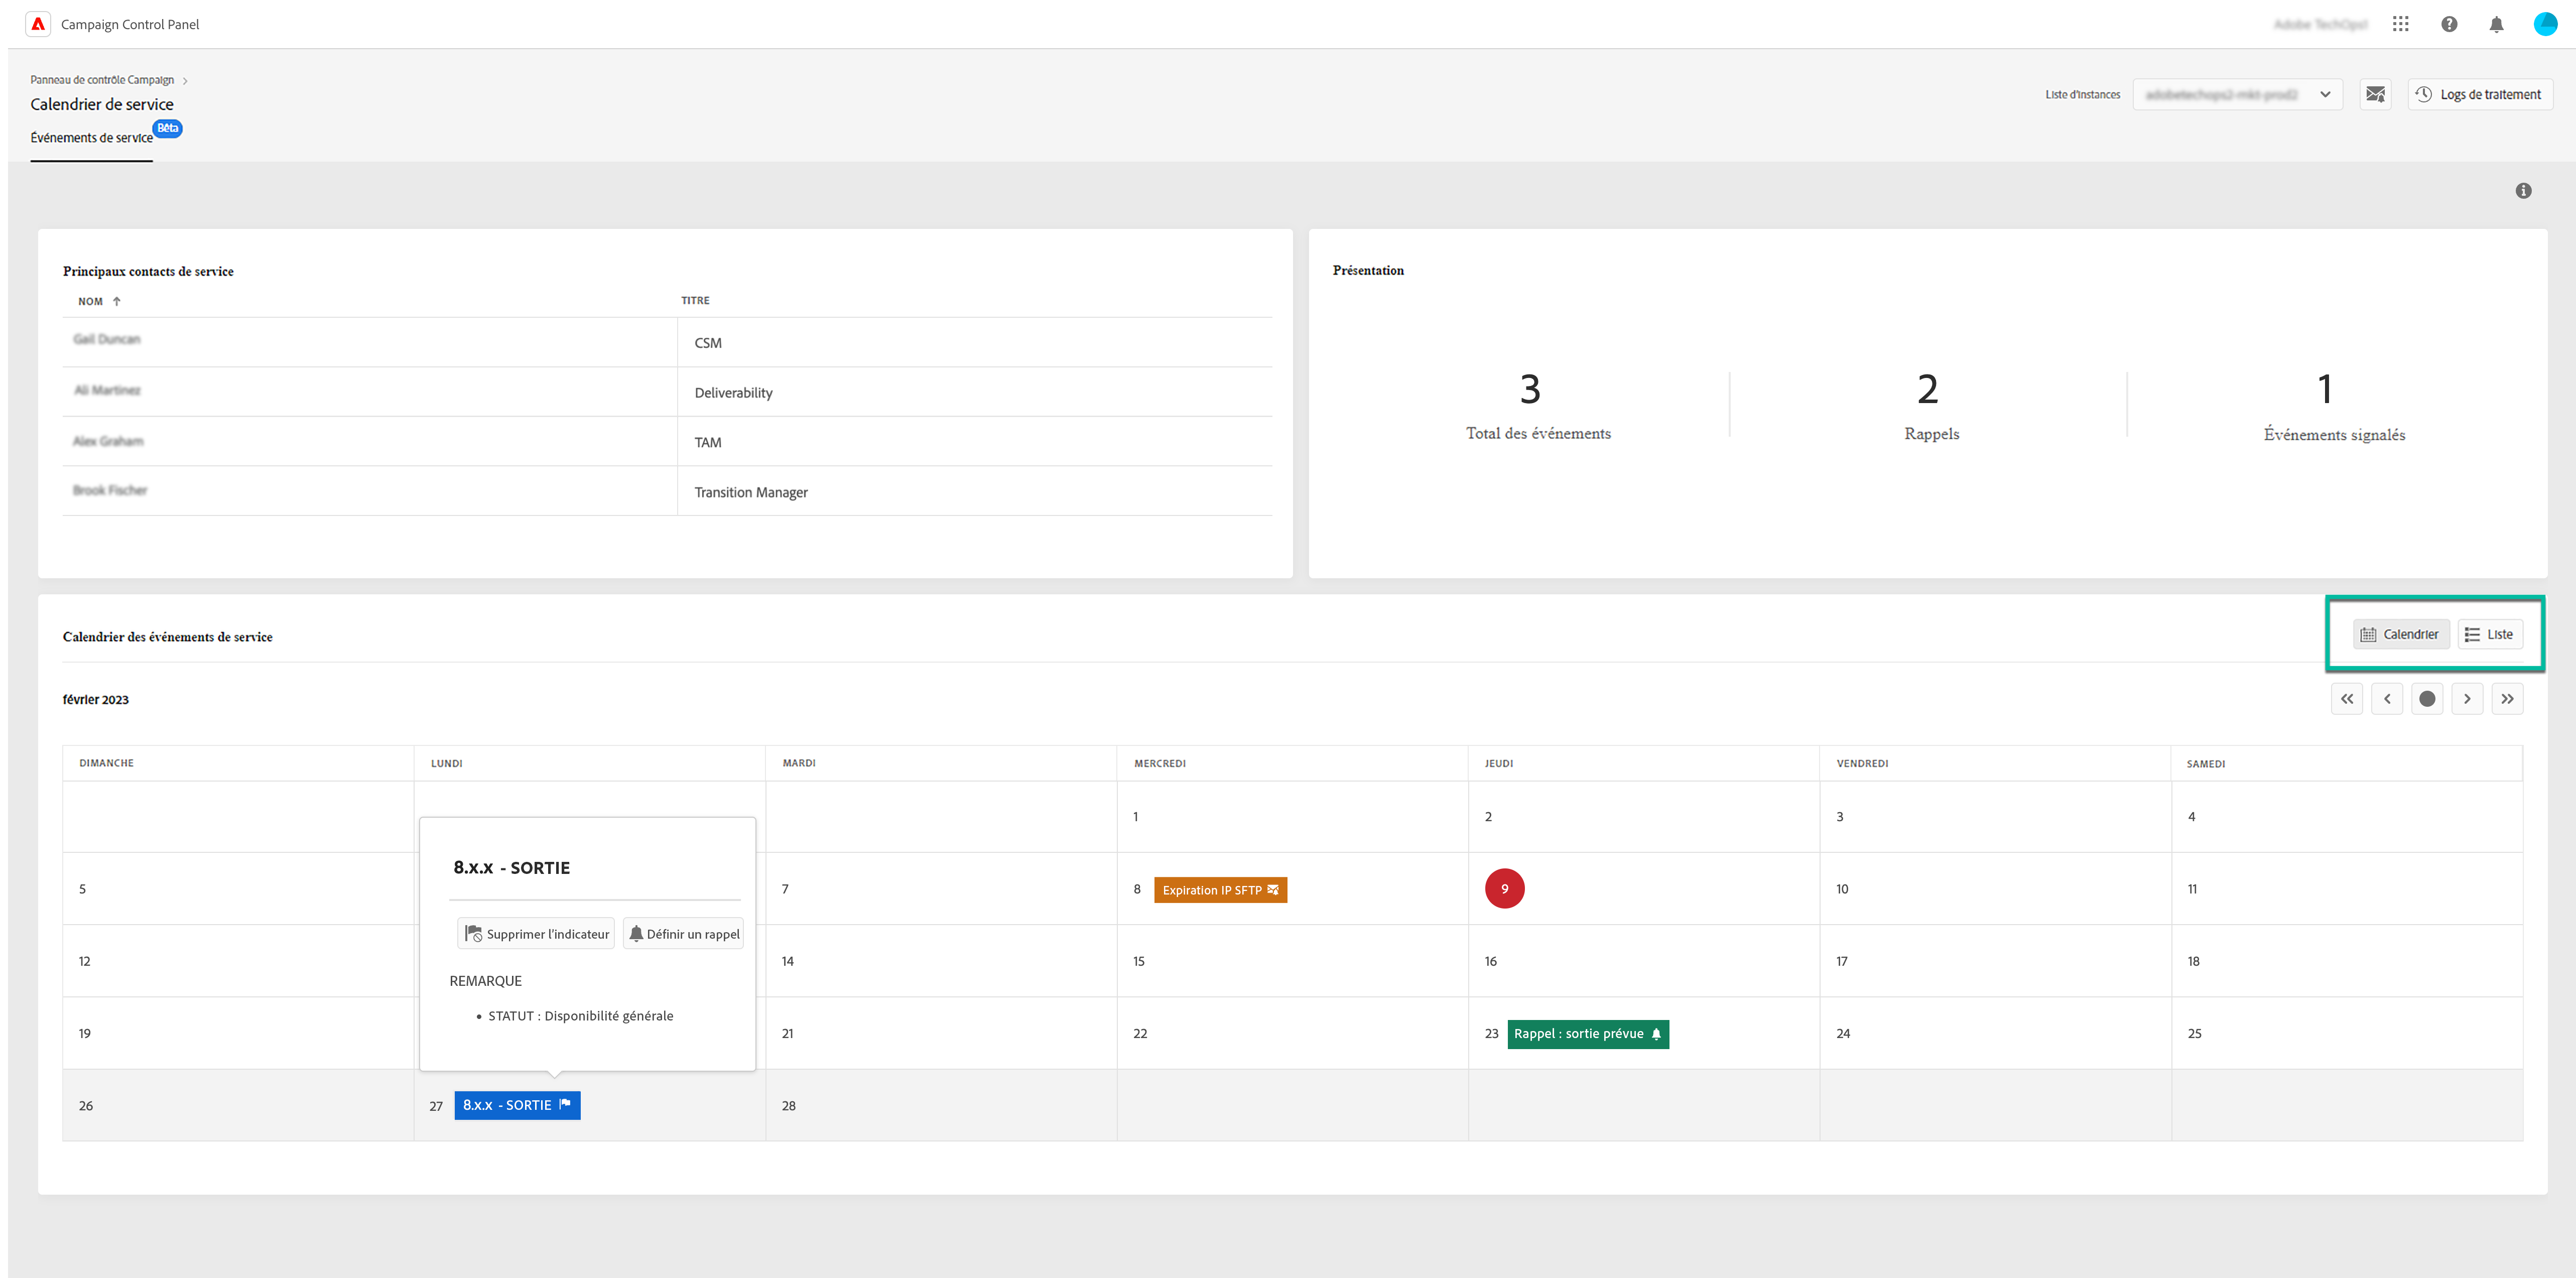 Campaign Control Panel
Adobe TechOps1
Panneau de contrôle Campaign
Calendrier de service
Événements de service Bêta
Liste d'instances adobetechops2-mkt-prod2 Logs de traitement
Principaux contacts de service
NOM TITRE
Gail Duncan CSM
Ali Martinez Deliverability
Alex Graham TAM
Brook Fischer Transition Manager
Présentation
3 2 1
Total des événements Rappels Événements signalés
Calendrier des événements de service
Calendrier Liste
février 2023
DIMANCHE LUNDI MARDI MERCREDI JEUDI VENDREDI SAMEDI
1 2 3 4
5 7 8 Expiration IP SFTP 9 10 11
12 14 15 16 17 18
19 21 22 23 Rappel : sortie prévue 24 25
26 27 8.x.x - SORTIE 28
8.x.x - SORTIE
Supprimer l'indicateur Définir un rappel
REMARQUE
• STATUT : Disponibilité générale